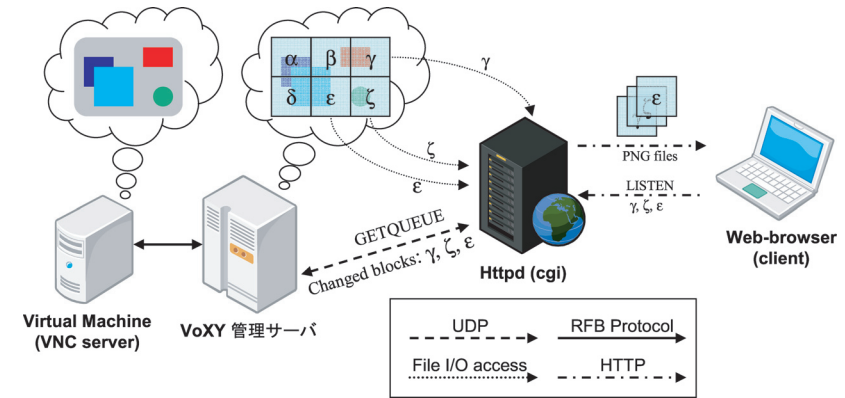 α β γ
δ ε ζ
γ
ζ
ε
ε
PNG files
LISTEN
γ, ζ, ε
GETQUEUE
Changed blocks: γ, ζ, ε
Httpd (cgi)
Web-browser
(client)
Virtual Machine
(VNC server)
VoXY 管理サーバ
UDP
RFB Protocol
File I/O access
HTTP